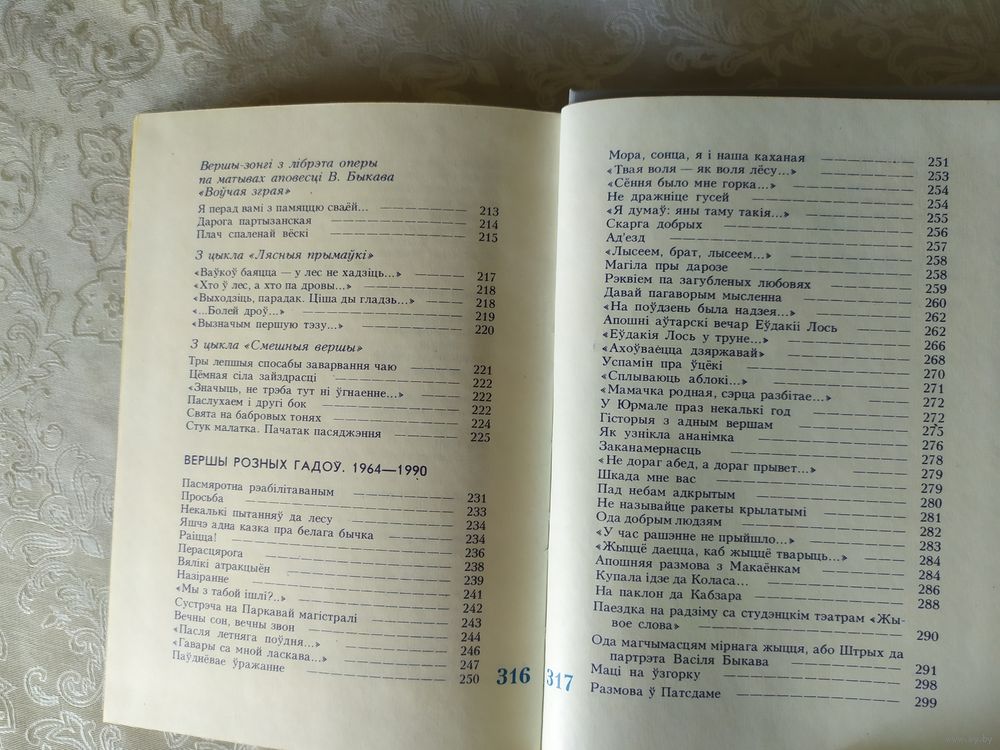 Вершы-зонгі з лібрэта оперы
па матывах аповесці В. Быкава
«Воўчая зграя»
Я перад вамі з памяццю сваёй... 213
Дарога партызанская 214
Плач спаленай вёскі 215
З цыкла «Лясныя прымаўкі»
«Ваўкоў баяцца — у лес не хадзіць...» 217
«Хто ў лес, а хто па дровы...» 218
«Выходзіць, парадак. Ціша ды гладзь...» 218
«...Болей дроў...» 219
«Вызначым першую тэзу...» 220
З цыкла «Смешныя вершы»
Тры лепшыя спосабы заварвання чаю 221
Цёмная сіла зайздрасці 222
«Значыць, не трэба тут ні ўгнаенне...» 222
Паслухаем і другі бок 222
Свята на бабровых тонях 224
Стук малатка. Пачатак пасяджэння 225
ВЕРШЫ РОЗНЫХ ГАДОЎ. 1964—1990
Пасмяротна рэабілітаваным 231
Просьба 233
Некалькі пытанняў да лесу 234
Яшчэ адна казка пра белага бычка 234
Раіцца! 236
Перасцярога 238
Вялікі атракцыён 239
Назіранне 241
«Мы з табой ішлі?..» 242
Сустрэча на Паркавай магістралі 243
Вечны сон, вечны звон 244
«Пасля летняга поўдня...» 246
«Гавары са мной ласкава...» 247
Паўднёвае ўражанне 250
316
Мора, сонца, я і наша каханая 251
«Твая воля — як воля лёсу...» 253
«Сёння было мне горка...» 254
Не дражніце гусей 254
«Я думаў: яны таму такія...» 255
Скарга добрых 256
Ад'езд 257
«Лысеем, брат, лысеем...» 258
Магіла пры дарозе 258
Рэквіем па загубленых любовях 259
Давай пагаворым мысленна 260
«На поўдзень была надзея...» 262
Апошні аўтарскі вечар Еўдакіі Лось 262
«Еўдакія Лось у труне...» 266
«Ахоўваецца дзяржавай» 268
Успамін пра ўцёкі 270
«Сплываюць аблокі...» 271
«Мамачка родная, сэрца разбітае...» 272
У Юрмале праз некалькі год 272
Гісторыя з адным вершам 275
Як узнікла ананімка 276
Заканамернасць 278
«Не дораг абед, а дораг прывет...» 279
Шкада мне вас 279
Пад небам адкрытым 280
Не называйце ракеты крылатымі 281
Ода добрым людзям 282
«У час рашэнне не прыйшло...» 283
«Жыццё даецца, каб жыццё тварыць...» 284
Апошняя размова з Макаёнкам 284
Купала ідзе да Коласа... 286
На паклон да Кабзара 288
Паездка на радзіму са студэнцкім тэатрам «Жы-
вое слова» 290
Ода магчымасцям мірнага жыцця, або Штрых да
партрэта Васіля Быкава 291
Маці на ўзгорку 298
Размова ў Патсдаме 299
317
www.ay.by